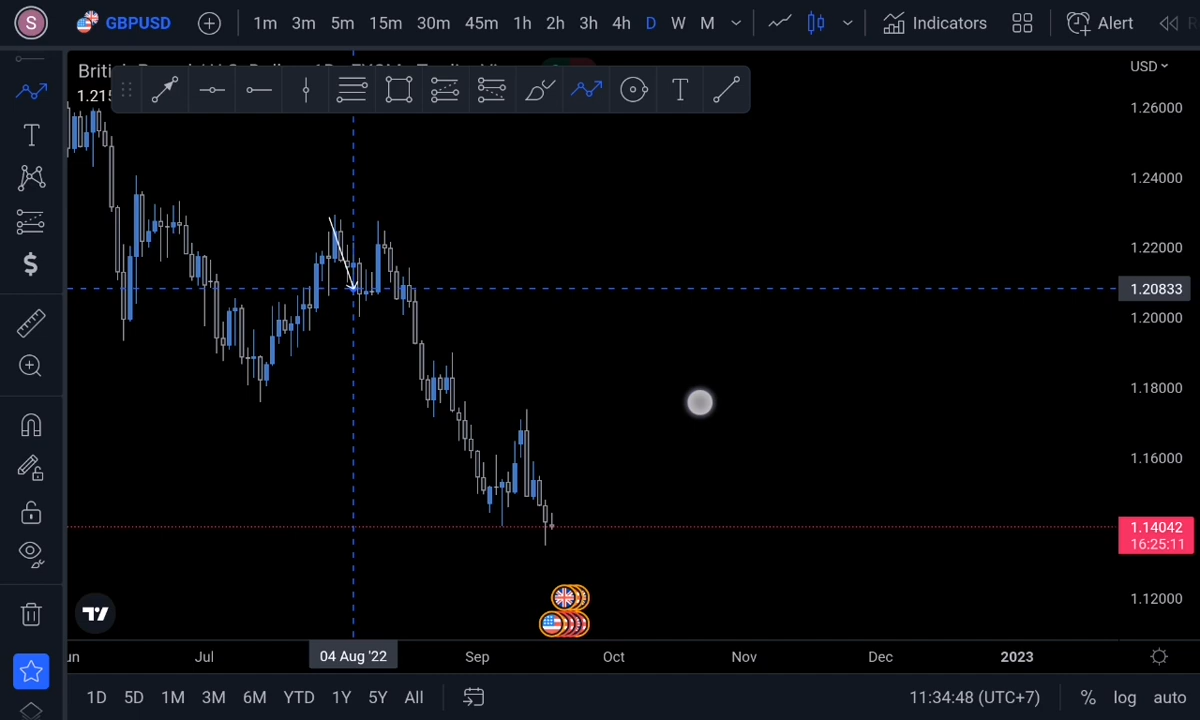 S GBPUSD 1m 3m 5m 15m 30m 45m 1h 2h 3h 4h D W M Indicators Alert
Briti
USD
1.215
1.26000
1.24000
1.22000
1.20833
1.20000
1.18000
1.16000
1.14042
16:25:11
1.12000
Jul 04 Aug '22 Sep Oct Nov Dec 2023
1D 5D 1M 3M 6M YTD 1Y 5Y All 11:34:48 (UTC+7) % log auto